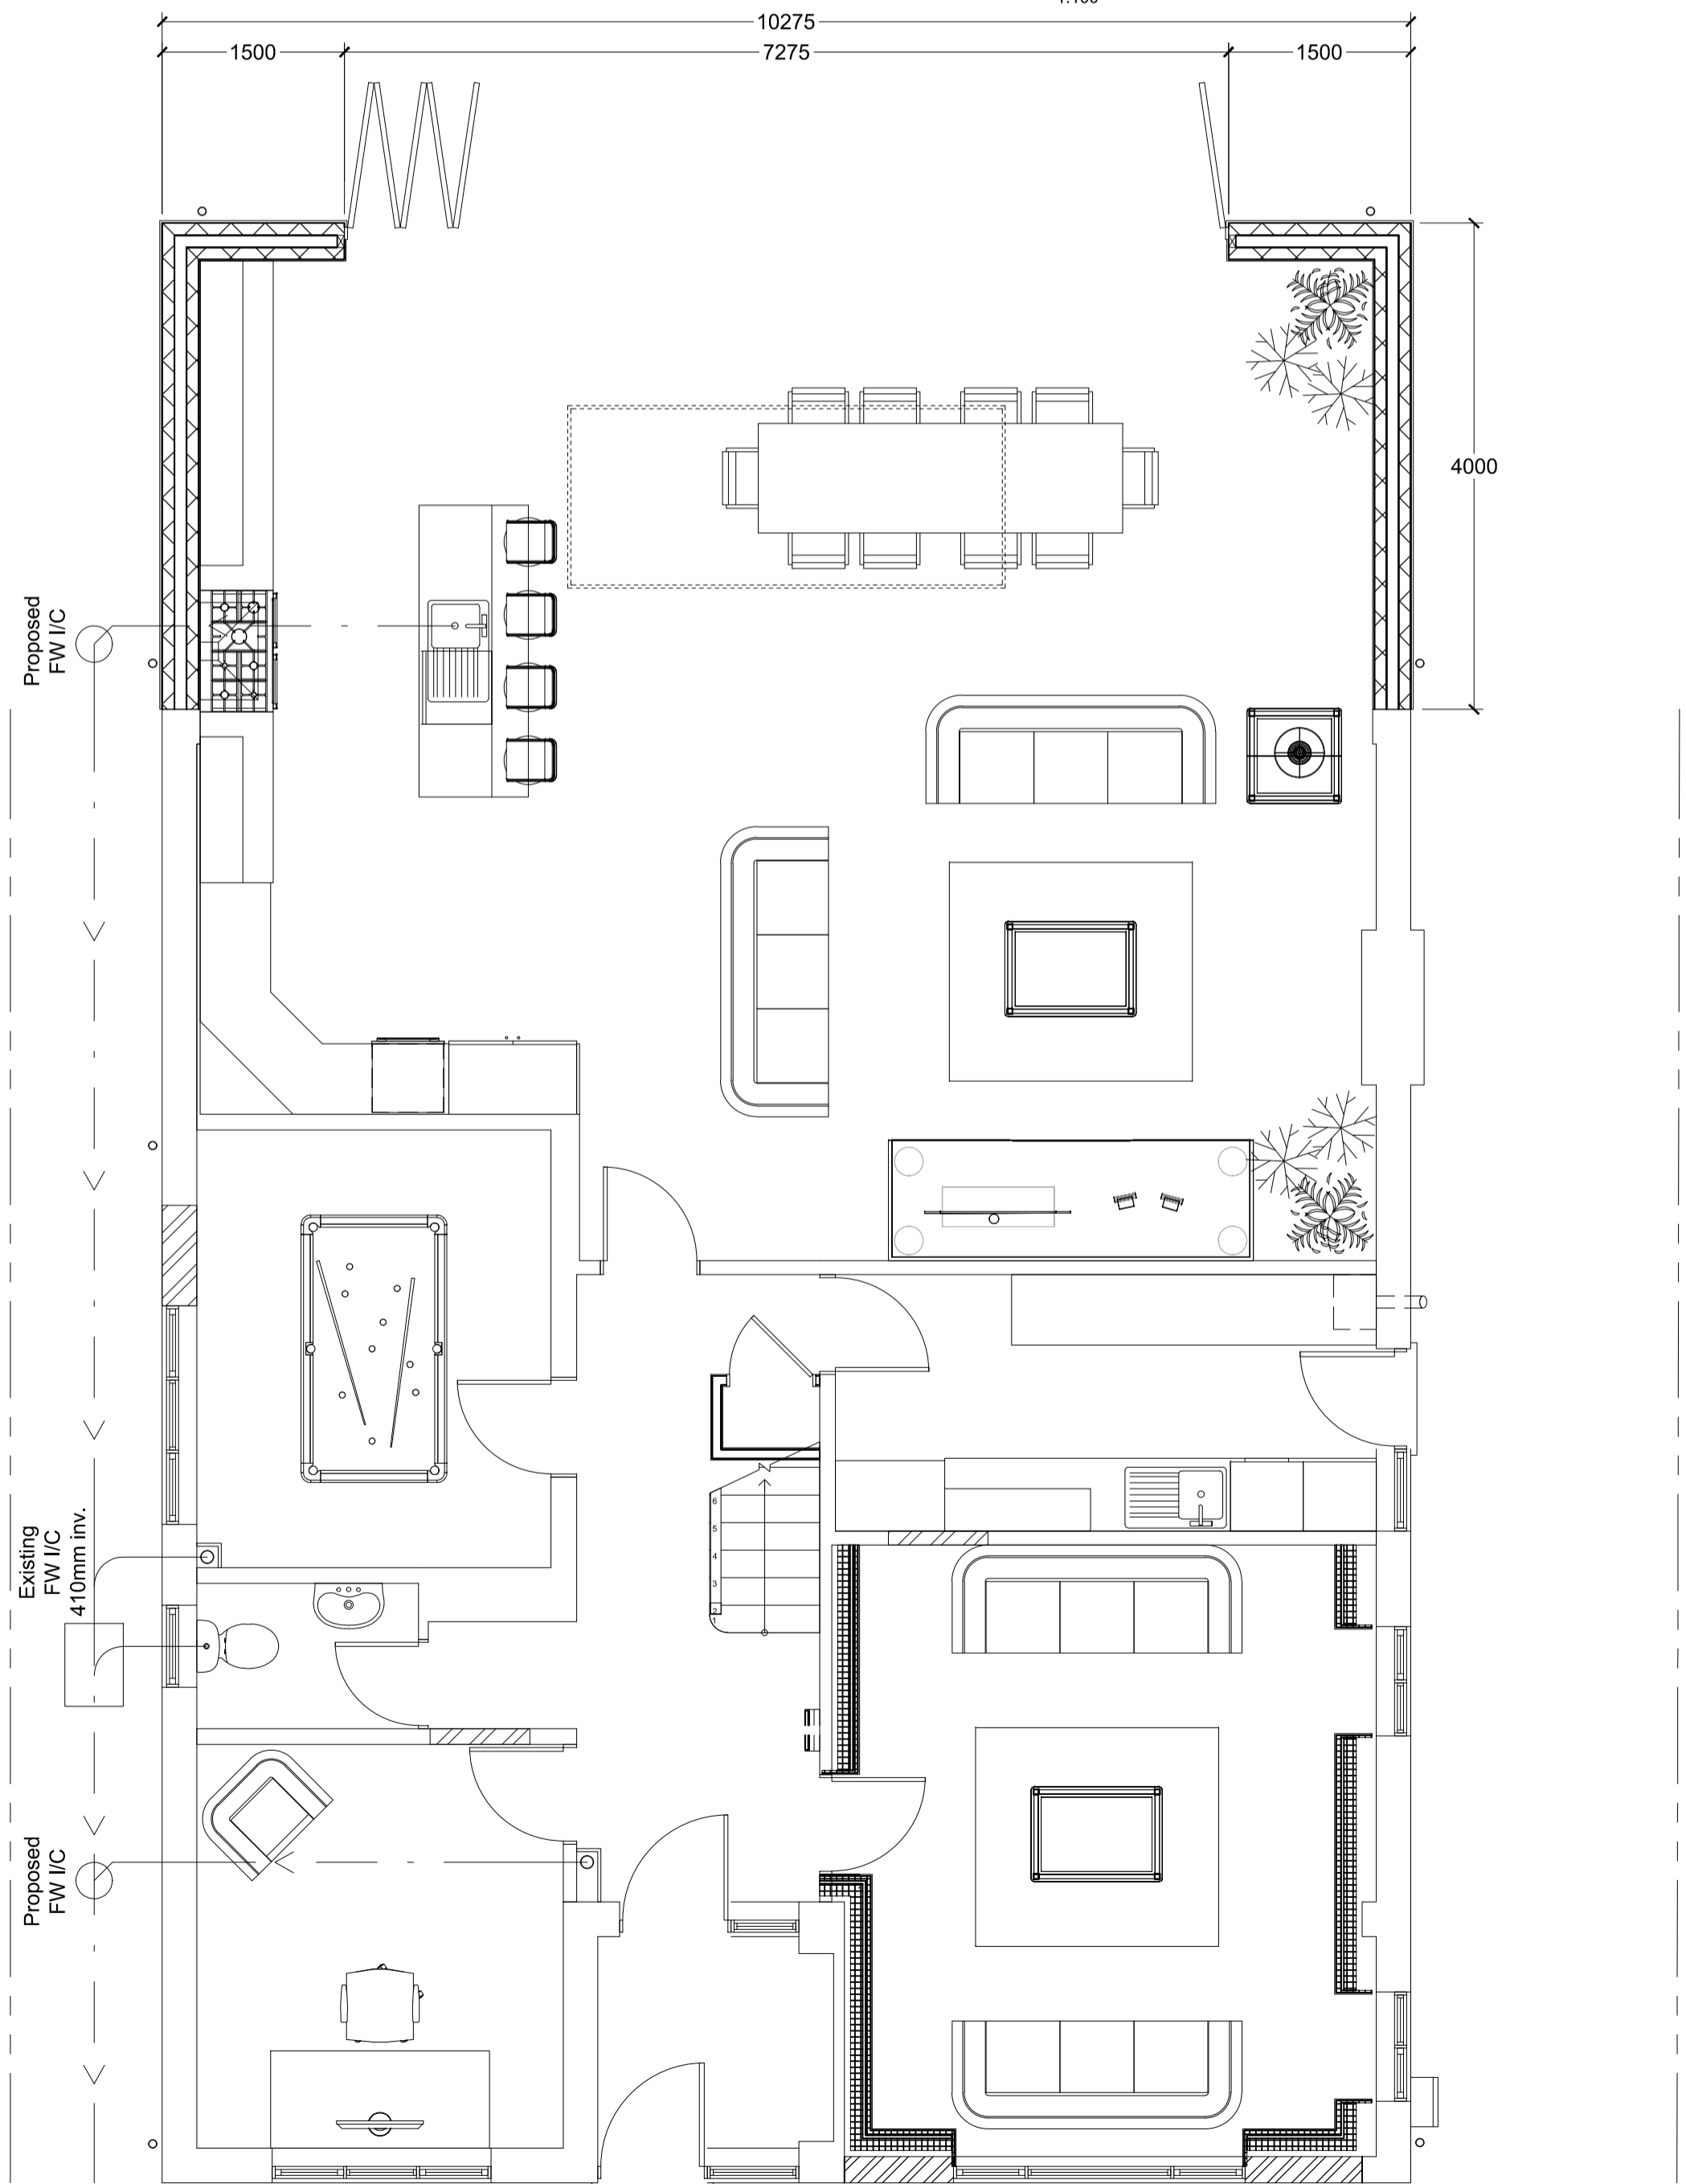 10275
1500
7275
1500
4000
Proposed
FW I/C
6
5
4
3
2
1
Existing
FW I/C
410mm inv.
Proposed
FW I/C